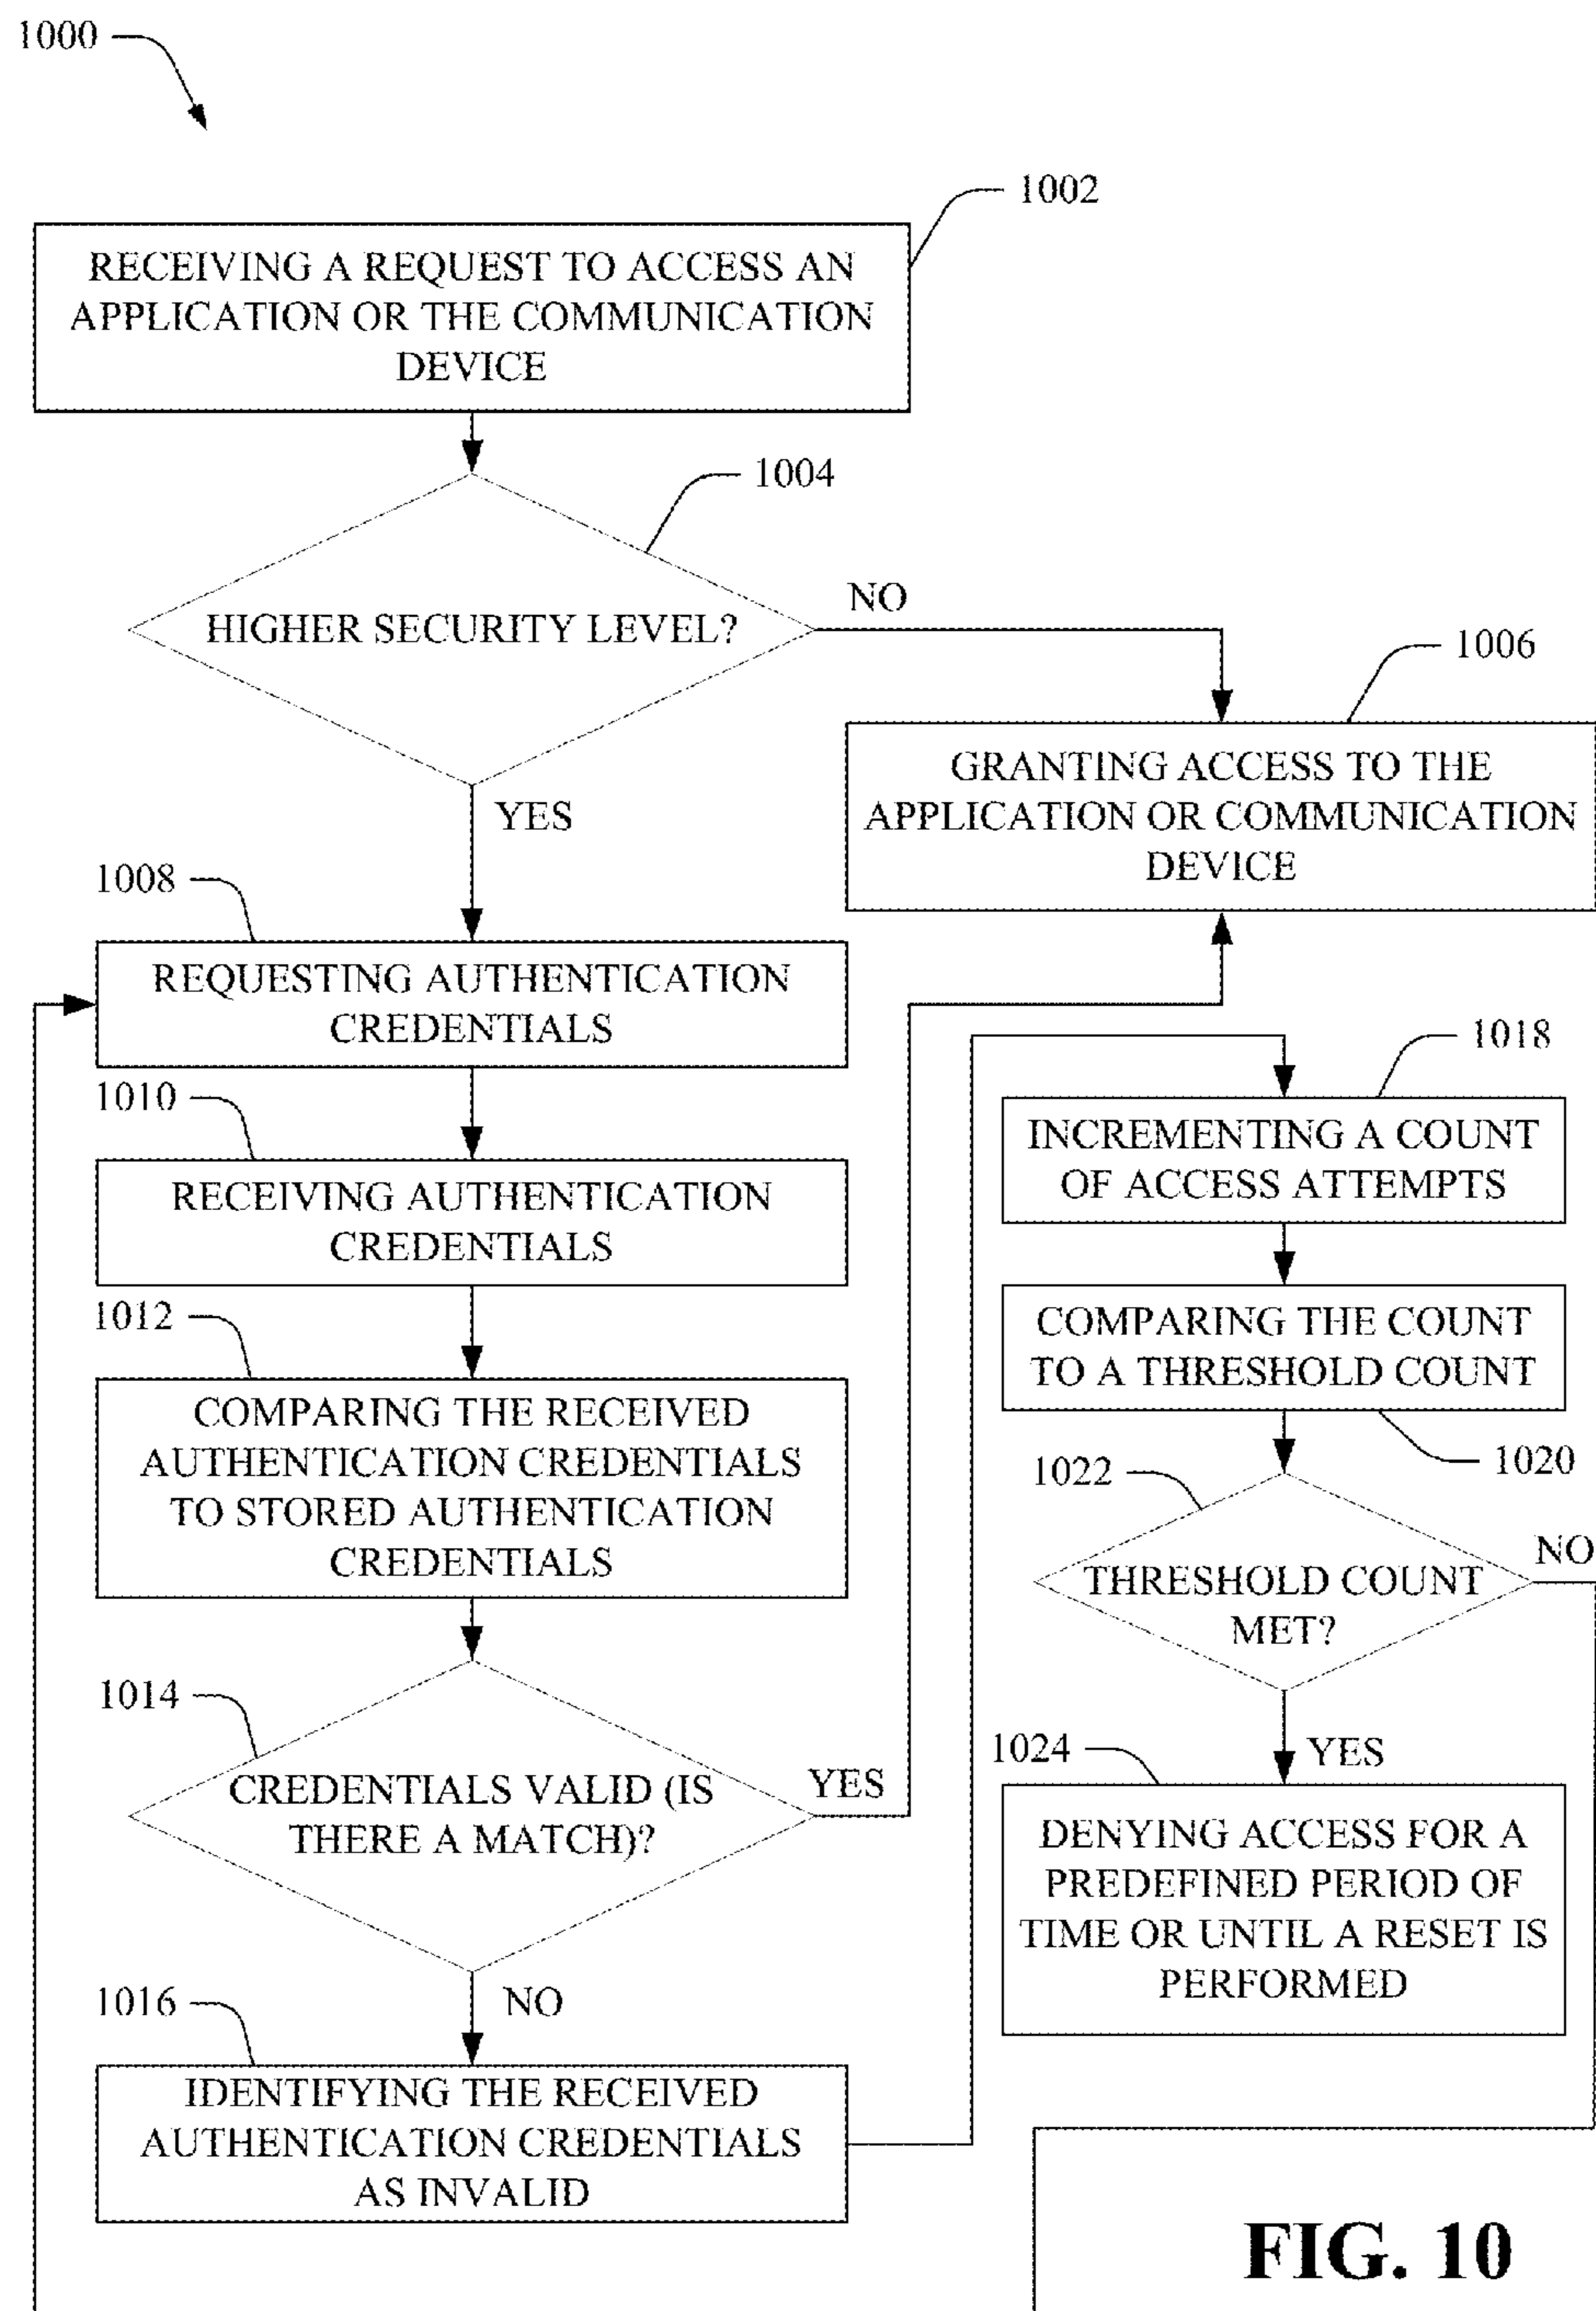 1000
1002
RECEIVING A REQUEST TO ACCESS AN
APPLICATION OR THE COMMUNICATION
DEVICE
1004
HIGHER SECURITY LEVEL?
NO
YES
1006
GRANTING ACCESS TO THE
APPLICATION OR COMMUNICATION
DEVICE
1008
REQUESTING AUTHENTICATION
CREDENTIALS
1010
RECEIVING AUTHENTICATION
CREDENTIALS
1012
COMPARING THE RECEIVED
AUTHENTICATION CREDENTIALS
TO STORED AUTHENTICATION
CREDENTIALS
1014
CREDENTIALS VALID (IS
THERE A MATCH)?
YES
NO
1016
IDENTIFYING THE RECEIVED
AUTHENTICATION CREDENTIALS
AS INVALID
1018
INCREMENTING A COUNT
OF ACCESS ATTEMPTS
COMPARING THE COUNT
TO A THRESHOLD COUNT
1020
1022
THRESHOLD COUNT
MET?
NO
YES
1024
DENYING ACCESS FOR A
PREDEFINED PERIOD OF
TIME OR UNTIL A RESET IS
PERFORMED
FIG. 10